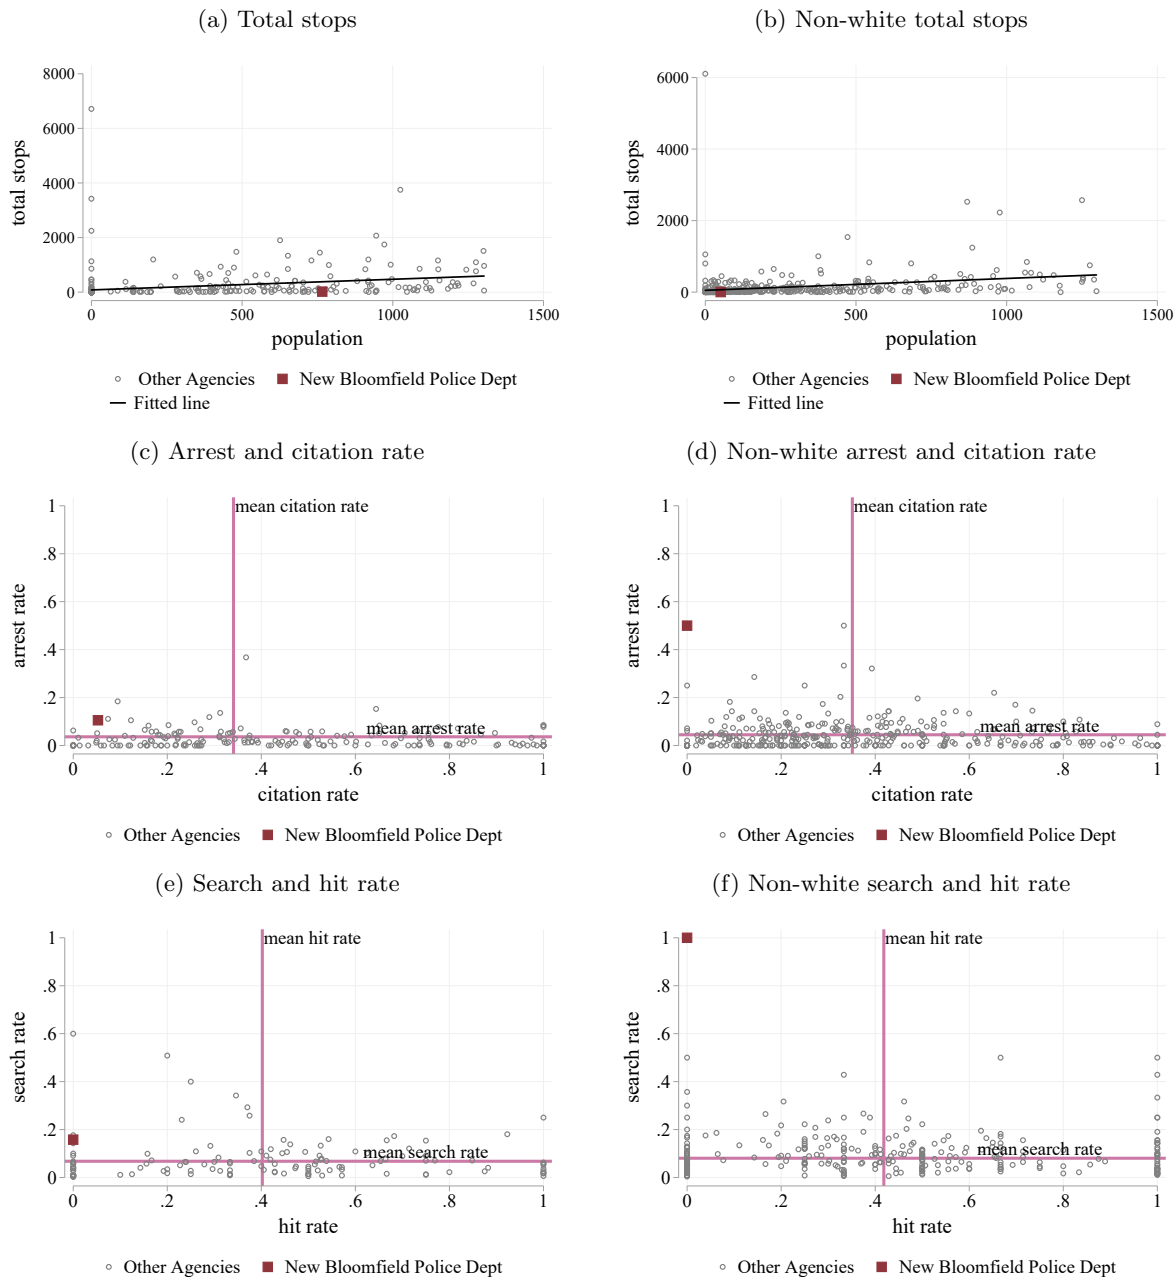 (a) Total stops
(b) Non-white total stops
8000
6000
4000
2000
0
total stops
0 500 1000 1500
population
Other Agencies New Bloomfield Police Dept
Fitted line
6000
4000
2000
0
total stops
0 500 1000 1500
population
Other Agencies New Bloomfield Police Dept
Fitted line
(c) Arrest and citation rate
(d) Non-white arrest and citation rate
1
.8
.6
.4
.2
0
arrest rate
mean citation rate
mean arrest rate
0 .2 .4 .6 .8 1
citation rate
Other Agencies New Bloomfield Police Dept
1
.8
.6
.4
.2
0
arrest rate
mean citation rate
mean arrest rate
0 .2 .4 .6 .8 1
citation rate
Other Agencies New Bloomfield Police Dept
(e) Search and hit rate
(f) Non-white search and hit rate
1
.8
.6
.4
.2
0
search rate
mean hit rate
mean search rate
0 .2 .4 .6 .8 1
hit rate
Other Agencies New Bloomfield Police Dept
1
.8
.6
.4
.2
0
search rate
mean hit rate
mean search rate
0 .2 .4 .6 .8 1
hit rate
Other Agencies New Bloomfield Police Dept